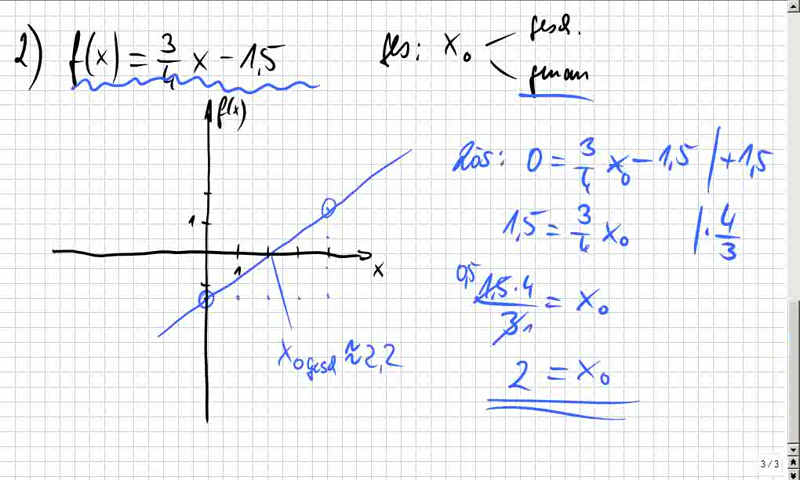 2) f(x) = 3/4 x - 1,5
ges: x₀ < gesch.
genau
f(x)
1
1
x
x₀ gesch ≈ 2,2
Lös: 0 = 3/4 x₀ - 1,5 | +1,5
1,5 = 3/4 x₀ | · 4/3
0,5
1,5 · 4 / 3 1 = x₀
2 = x₀
3 / 3